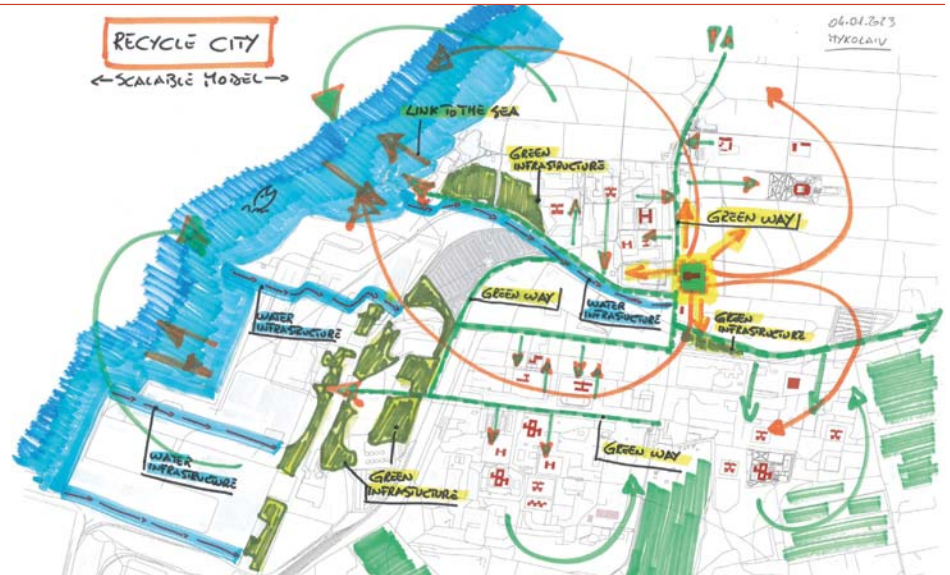 RECYCLE CITY
←SCALABLE MODEL→
04.01.2023
MYKOLAIV
LINK TO THE SEA
GREEN
INFRASTRUCTURE
GREEN WAY
GREEN WAY
WATER
INFRASTRUCTURE
WATER
INFRASTRUCTURE
GREEN
INFRASTRUCTURE
WATER
INFRASTRUCTURE
GREEN
INFRASTRUCTURE
GREEN WAY